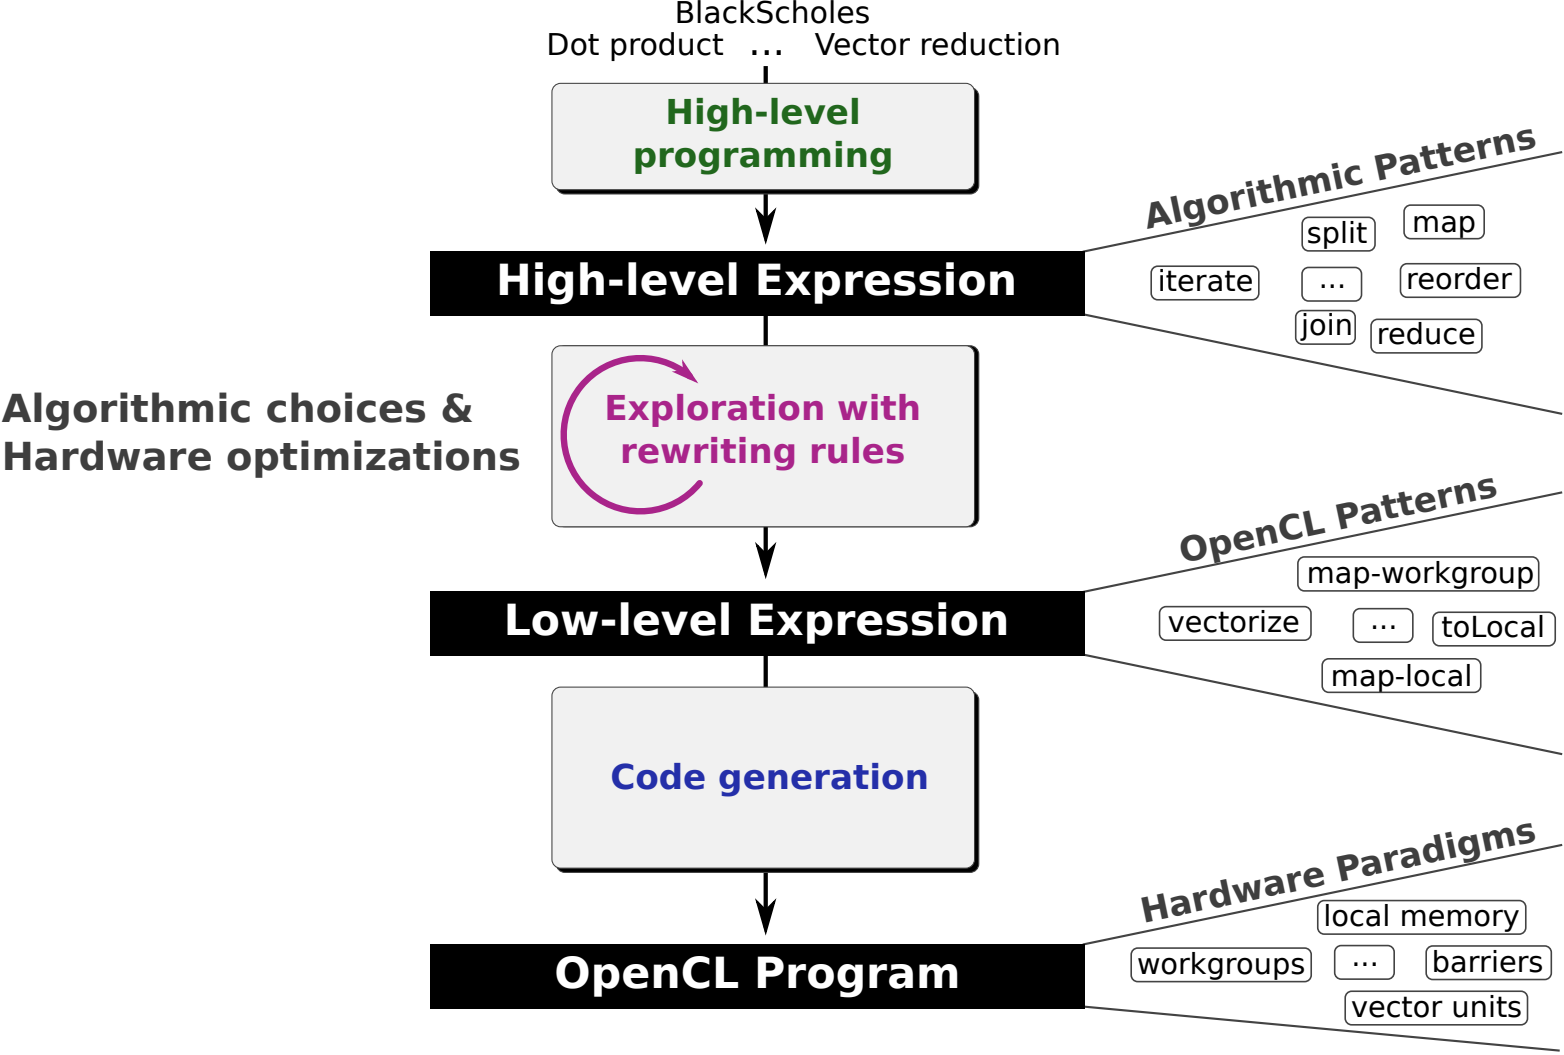 BlackScholes
Dot product ... Vector reduction
High-level
programming
High-level Expression
Algorithmic Patterns
split
map
iterate
...
reorder
join
reduce
Algorithmic choices &
Hardware optimizations
Exploration with
rewriting rules
Low-level Expression
OpenCL Patterns
map-workgroup
vectorize
...
toLocal
map-local
Code generation
OpenCL Program
Hardware Paradigms
local memory
workgroups
...
barriers
vector units